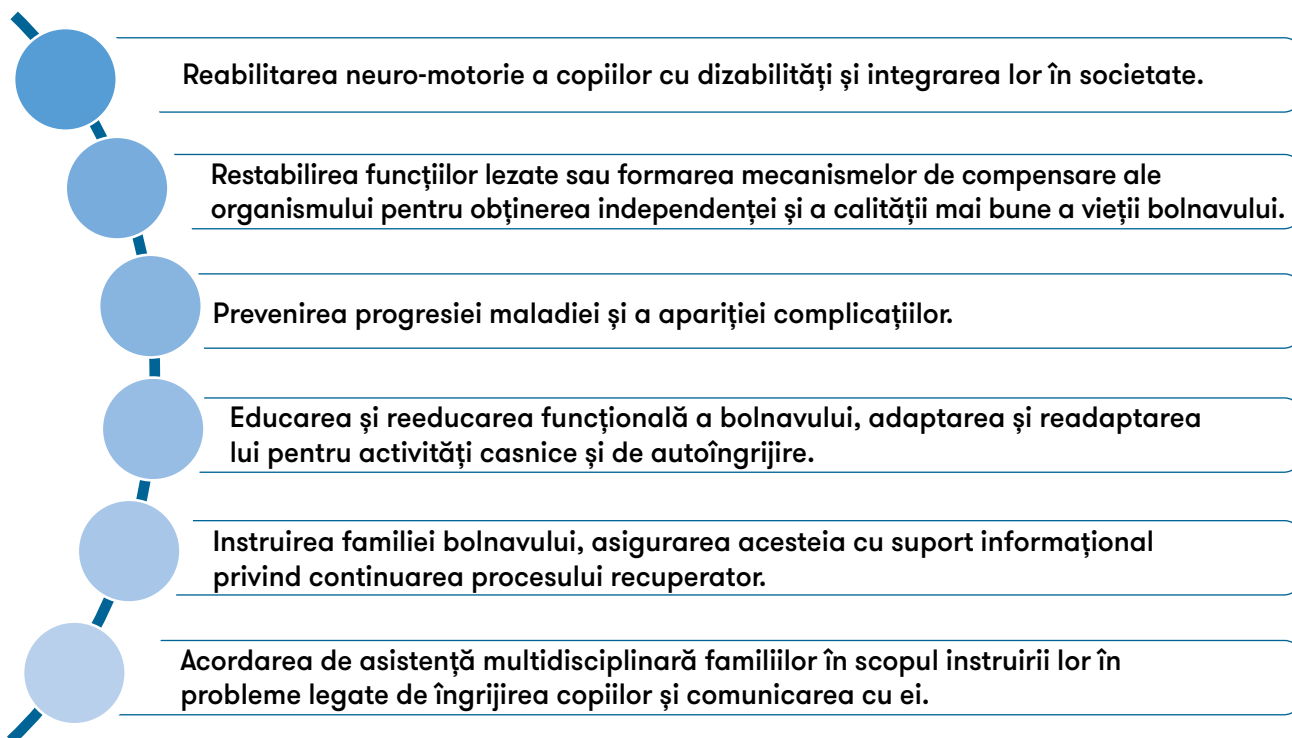 Reabilitarea neuro-motorie a copiilor cu dizabilități și integrarea lor în societate.
Restabilirea funcțiilor lezate sau formarea mecanismelor de compensare ale
organismului pentru obținerea independenței și a calității mai bune a vieții bolnavului.
Prevenirea progresiei maladiei și a apariției complicațiilor.
Educarea și reeducarea funcțională a bolnavului, adaptarea și readaptarea
lui pentru activități casnice și de autoîngrijire.
Instruirea familiei bolnavului, asigurarea acesteia cu suport informațional
privind continuarea procesului recuperator.
Acordarea de asistență multidisciplinară familiilor în scopul instruirii lor în
probleme legate de îngrijirea copiilor și comunicarea cu ei.